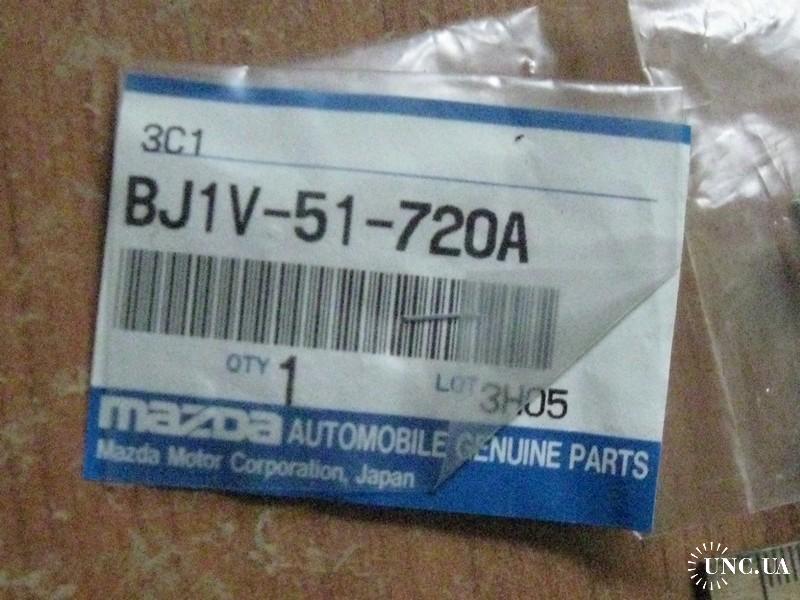 3C1
BJ1V-51-720A
QTY 1 LOT 3H05
mazda AUTOMOBILE GENUINE PARTS
Mazda Motor Corporation, Japan
UNC.UA